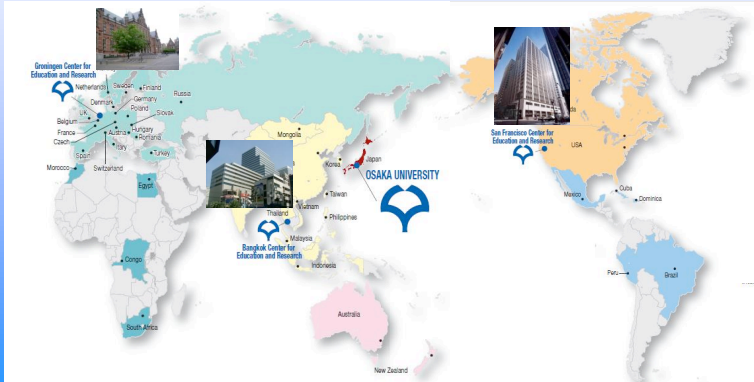 Groningen Center for
Education and Research
Netherlands
Sweden
Finland
Russia
Denmark
Germany
UK
Poland
Belgium
Slovak
France
Czech
Austria
Hungary
Romania
Italy
Spain
Turkey
Morocco
Switzerland
Egypt
Congo
South Africa
Mongolia
Korea
Japan
OSAKA UNIVERSITY
Taiwan
Vietnam
Thailand
Philippines
Bangkok Center for
Education and Research
Malaysia
Indonesia
Australia
New Zealand
San Francisco Center for
Education and Research
USA
Mexico
Cuba
Dominica
Peru
Brazil